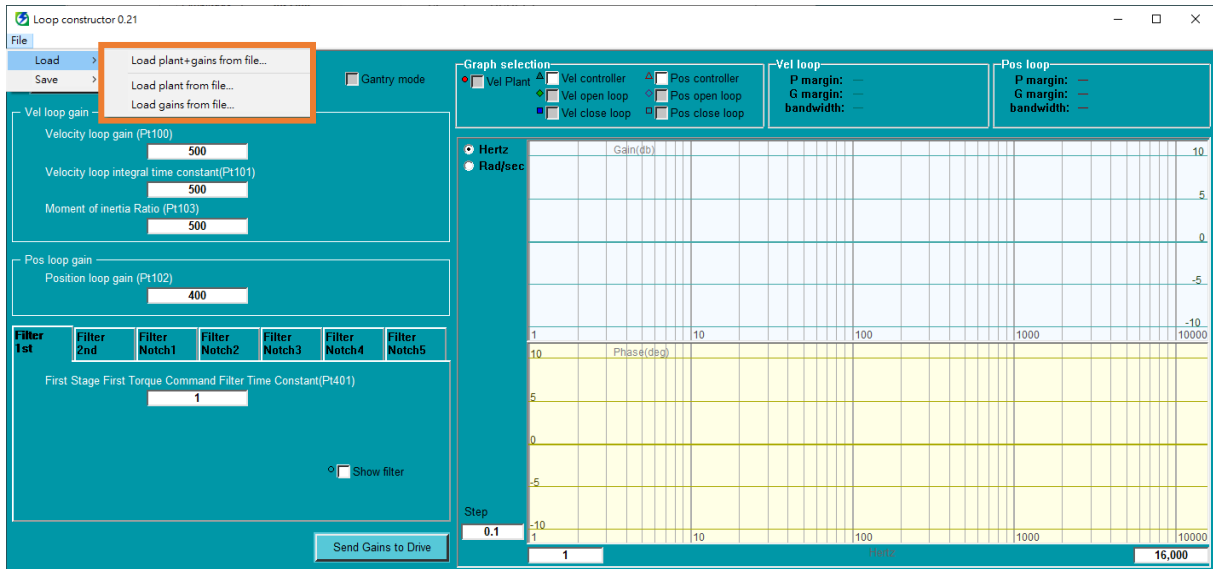 Loop constructor 0.21
File
Load > Load plant+gains from file...
Save > Load plant from file...
Load gains from file...
Gantry mode
Vel loop gain
Velocity loop gain (Pt100)
500
Velocity loop integral time constant(Pt101)
500
Moment of inertia Ratio (Pt103)
500
Pos loop gain
Position loop gain (Pt102)
400
Filter 1st
Filter 2nd
Filter Notch1
Filter Notch2
Filter Notch3
Filter Notch4
Filter Notch5
First Stage First Torque Command Filter Time Constant(Pt401)
1
Show filter
Send Gains to Drive
Graph selection
Vel Plant
Vel controller
Pos controller
Vel open loop
Pos open loop
Vel close loop
Pos close loop
Vel loop
P margin: —
G margin: —
bandwidth: —
Pos loop
P margin: —
G margin: —
bandwidth: —
Hertz
Rad/sec
Gain(db)
10
5
0
-5
-10
1 10 100 1000 10000
Phase(deg)
10
5
0
-5
-10
1 10 100 1000 10000
Step
0.1
1
Hertz
16,000